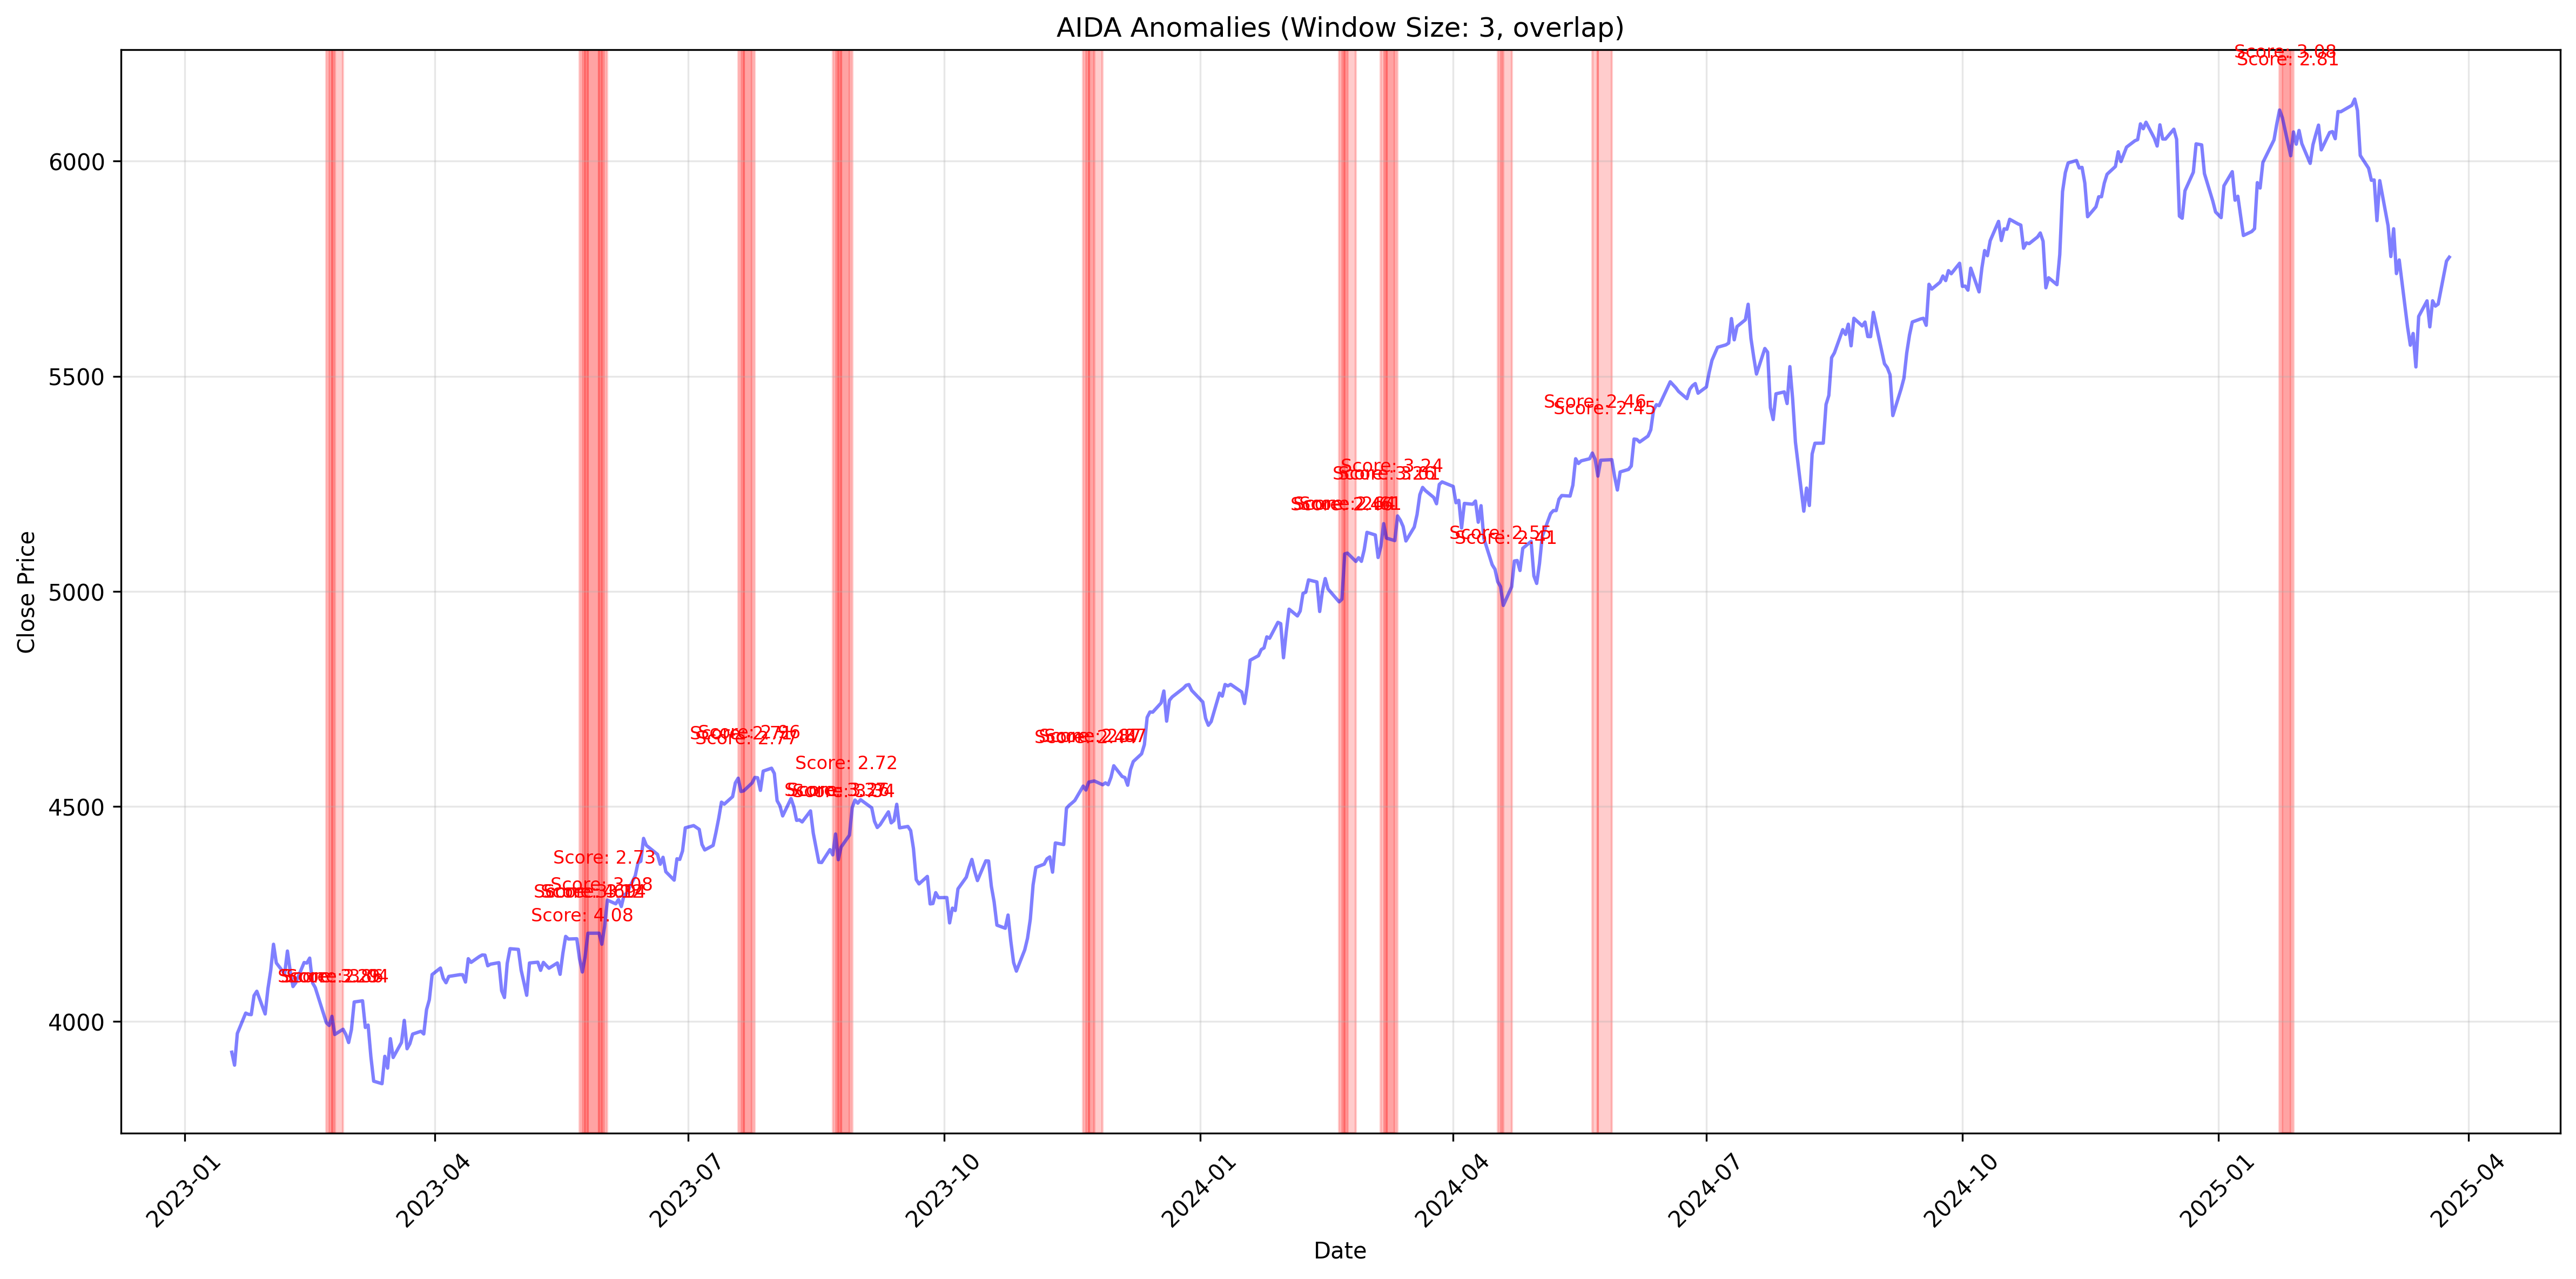 AIDA Anomalies (Window Size: 3, overlap)
Score: 3.08
Score: 2.81
6000
5500
Score: 2.46
Score: 2.45
Score: 3.24
5000
Score: 2.55
Score: 2.41
Score: 2.77
Score: 2.72
4500
Score: 2.73
Score: 3.08
Score: 4.08
4000
Close Price
2023-01
2023-04
2023-07
2023-10
2024-01
2024-04
2024-07
2024-10
2025-01
2025-04
Date